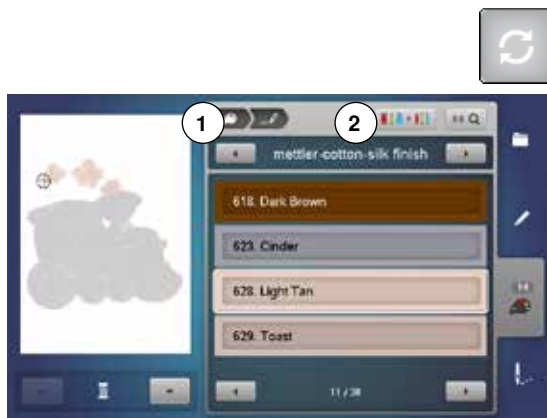 1
2
mettler-cotton-silk finish
618. Dark Brown
623. Cinder
628. Light Tan
629. Toast
11/38